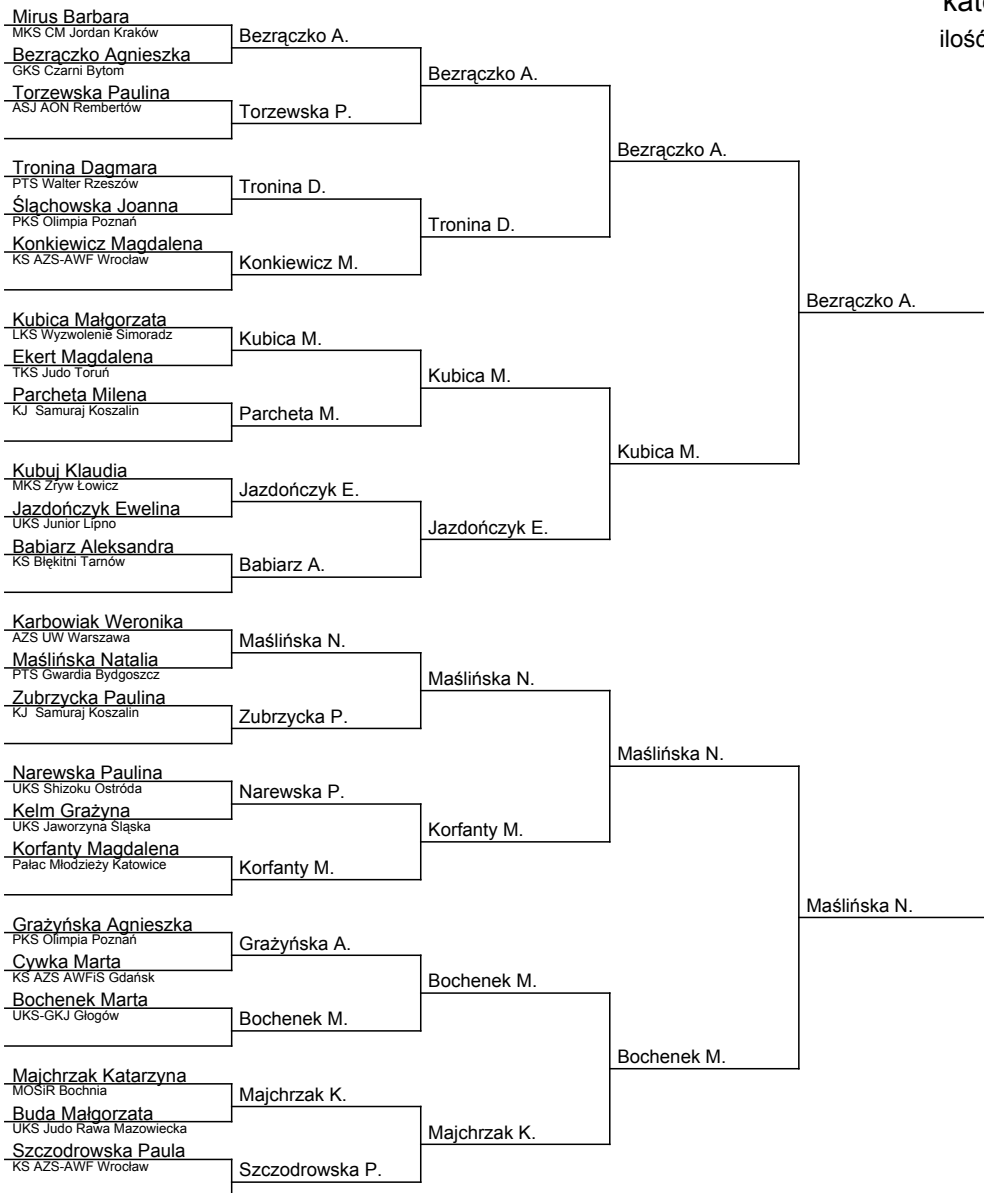 kate
ilość
Mirus Barbara
MKS CM Jordan Kraków
Bezrączko A.
Bezrączko Agnieszka
GKS Czarni Bytom
Bezrączko A.
Torzewska Paulina
ASJ AON Rembertów
Torzewska P.
Bezrączko A.
Tronina Dagmara
PTS Walter Rzeszów
Tronina D.
Śląchowska Joanna
PKS Olimpia Poznań
Tronina D.
Konkiewicz Magdalena
KS AZS-AWF Wrocław
Konkiewicz M.
Bezrączko A.
Kubica Małgorzata
LKS Wyzwolenie Simoradz
Kubica M.
Ekert Magdalena
TKS Judo Toruń
Kubica M.
Parcheta Milena
KJ Samuraj Koszalin
Parcheta M.
Kubica M.
Kubuj Klaudia
MKS Zryw Łowicz
Jazdończyk E.
Jazdończyk Ewelina
UKS Junior Lipno
Jazdończyk E.
Babiarz Aleksandra
KS Błękitni Tarnów
Babiarz A.
Karbowiak Weronika
AZS UW Warszawa
Maślińska N.
Maślińska Natalia
PTS Gwardia Bydgoszcz
Maślińska N.
Zubrzycka Paulina
KJ Samuraj Koszalin
Zubrzycka P.
Maślińska N.
Narewska Paulina
UKS Shizoku Ostróda
Narewska P.
Kelm Grażyna
UKS Jaworzyna Śląska
Korfanty M.
Korfanty Magdalena
Pałac Młodzieży Katowice
Korfanty M.
Maślińska N.
Grażyńska Agnieszka
PKS Olimpia Poznań
Grażyńska A.
Cywka Marta
KS AZS AWFiS Gdańsk
Bochenek M.
Bochenek Marta
UKS-GKJ Głogów
Bochenek M.
Bochenek M.
Majchrzak Katarzyna
MOSiR Bochnia
Majchrzak K.
Buda Małgorzata
UKS Judo Rawa Mazowiecka
Majchrzak K.
Szczodrowska Paula
KS AZS-AWF Wrocław
Szczodrowska P.